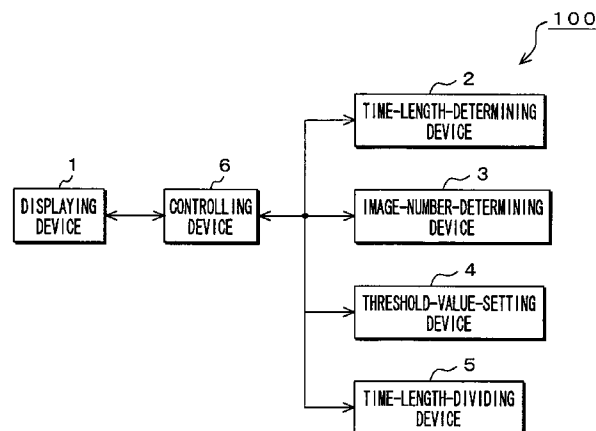 100
2
TIME-LENGTH-DETERMINING
DEVICE
1
6
3
DISPLAYING
DEVICE
CONTROLLING
DEVICE
IMAGE-NUMBER-DETERMINING
DEVICE
4
THRESHOLD-VALUE-SETTING
DEVICE
5
TIME-LENGTH-DIVIDING
DEVICE